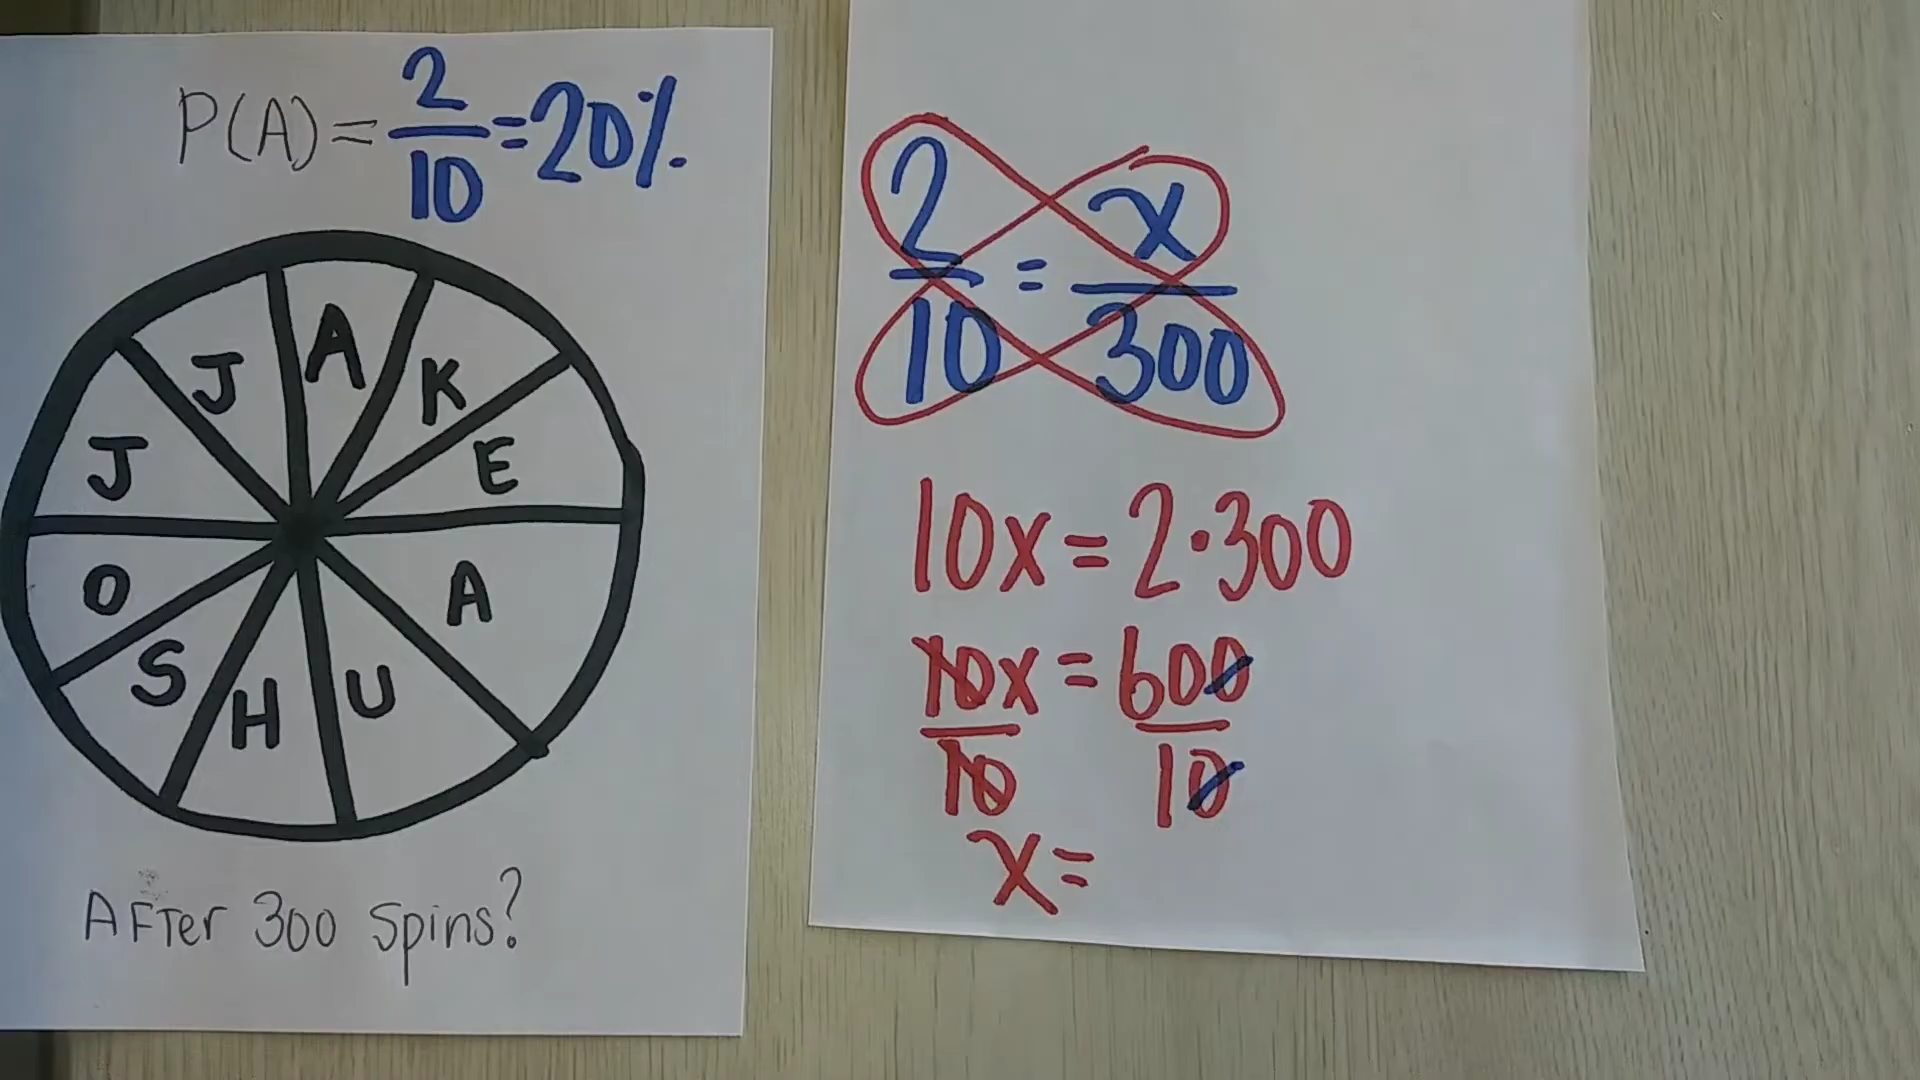 P(A) = 2/10 = 20%
J
A
K
E
J
A
O
S
H
U
After 300 Spins?
2/10 = x/300
10x = 2·300
10x/10 = 600/10
x =